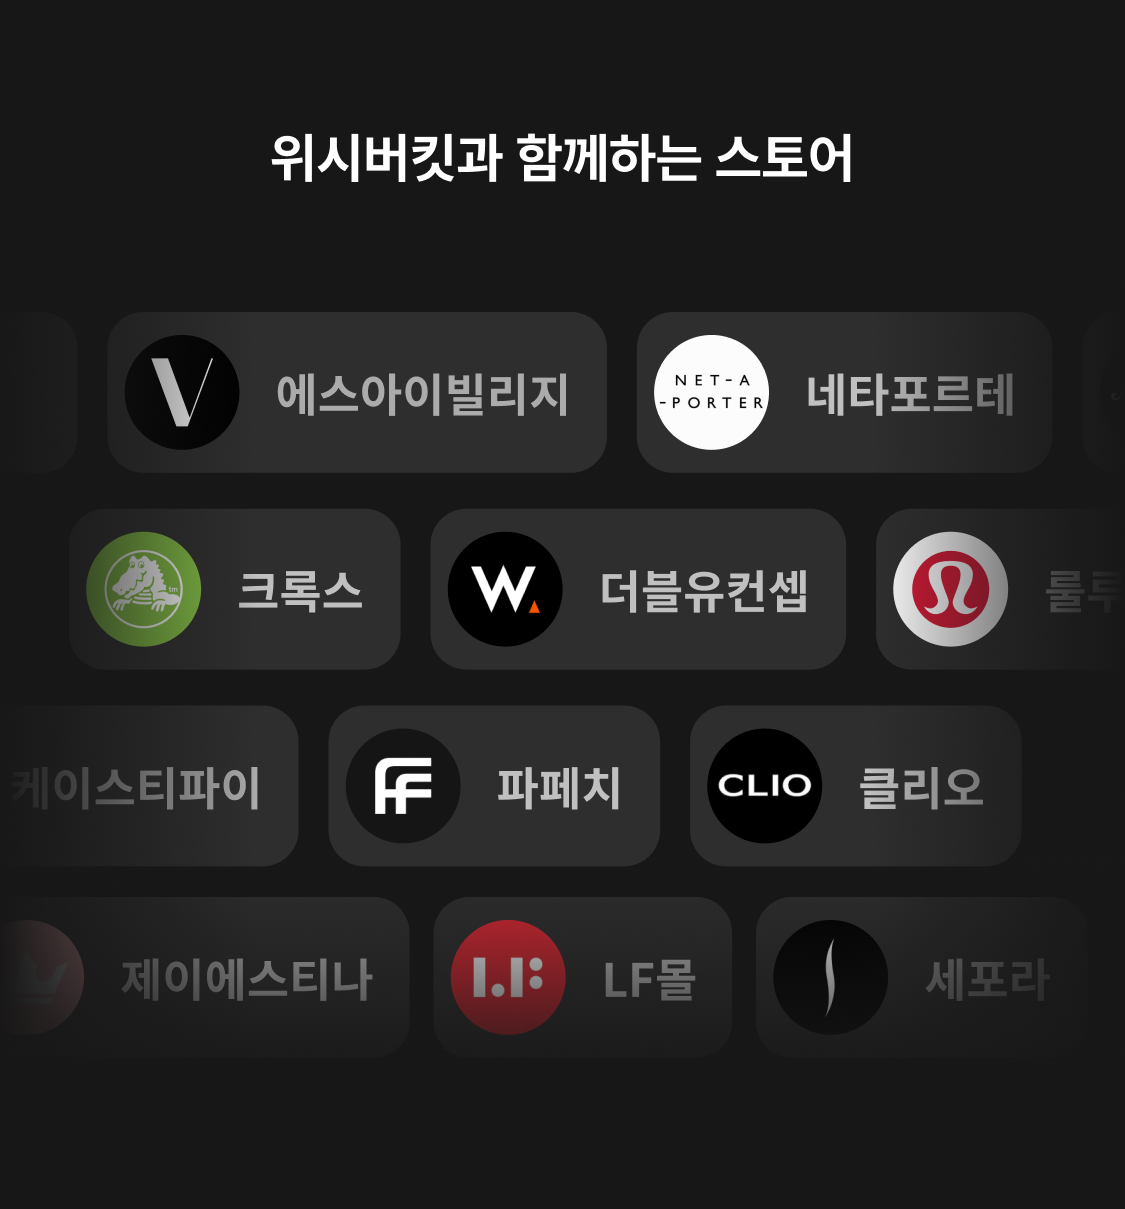 위시버킷과 함께하는 스토어
에스아이빌리지
NET-A
-PORTER
네타포르테
크록스
tm
W.
더블유컨셉
룰루
케이스티파이
파페치
CLIO
클리오
제이에스티나
LF
LF몰
세포라